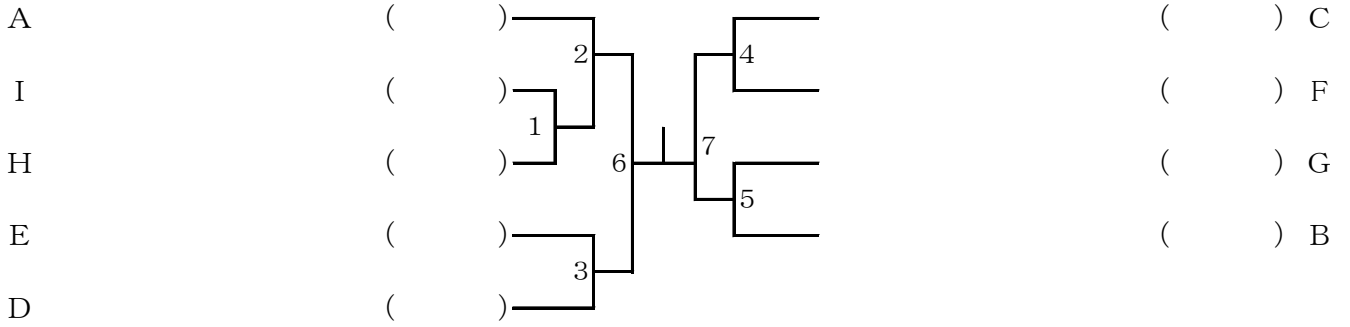 A ( ) ( ) C
2 4
I ( ) ( ) F
1
7
H ( ) 6 ( ) G
5
E ( ) ( ) B
3
D ( )